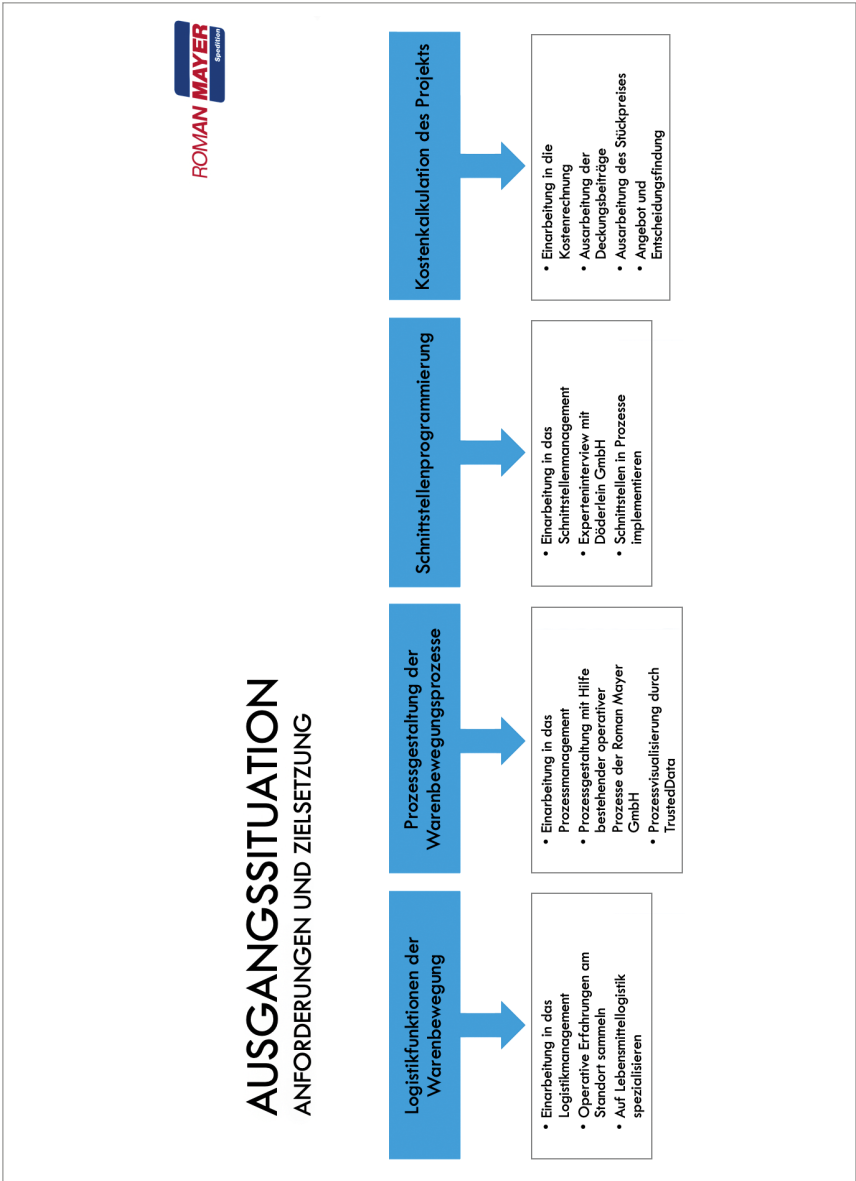 ROMAN MAYER
Spedition
AUSGANGSSITUATION
ANFORDERUNGEN UND ZIELSETZUNG
Logistikfunktionen der
Warenbewegung
• Einarbeitung in das
Logistikmanagement
• Operative Erfahrungen am
Standort sammeln
• Auf Lebensmittellogistik
spezialisieren
Prozessgestaltung der
Warenbewegungsprozesse
• Einarbeitung in das
Prozessmanagement
• Prozessgestaltung mit Hilfe
bestehender operativer
Prozesse der Roman Mayer
GmbH
• Prozessvisualisierung durch
TrustedData
Schnittstellenprogrammierung
• Einarbeitung in das
Schnittstellenmanagement
• Experteninterview mit
Döderlein GmbH
• Schnittstellen in Prozesse
implementieren
Kostenkalkulation des Projekts
• Einarbeitung in die
Kostenrechnung
• Ausarbeitung der
Deckungsbeiträge
• Ausarbeitung des Stückpreises
• Angebot und
Entscheidungsfindung